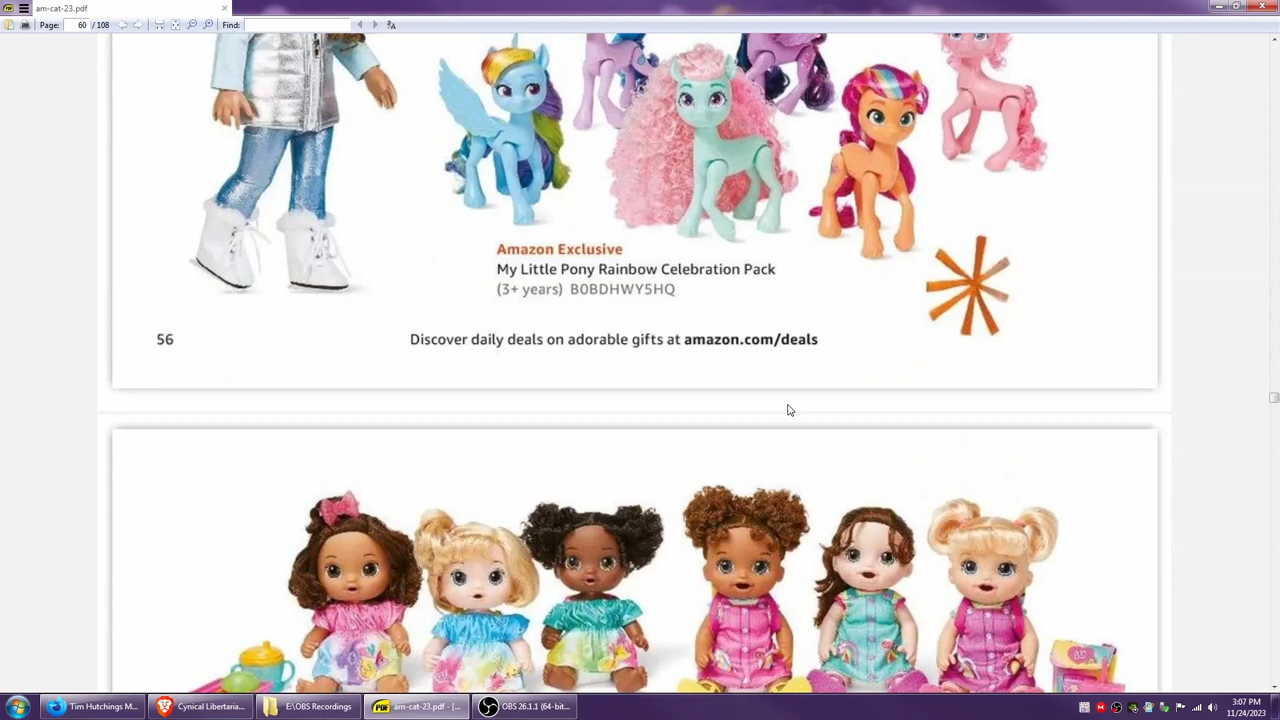 am-cat-23.pdf
Page: 60 / 108 Find:
Amazon Exclusive
My Little Pony Rainbow Celebration Pack
(3+ years) B0BDHWY5HQ
56
Discover daily deals on adorable gifts at amazon.com/deals
Tim Hutchings M...
Cynical Libertaria...
E:\OBS Recordings
am-cat-23.pdf - [...
OBS 26.1.1 (64-bit...
3:07 PM
11/24/2023